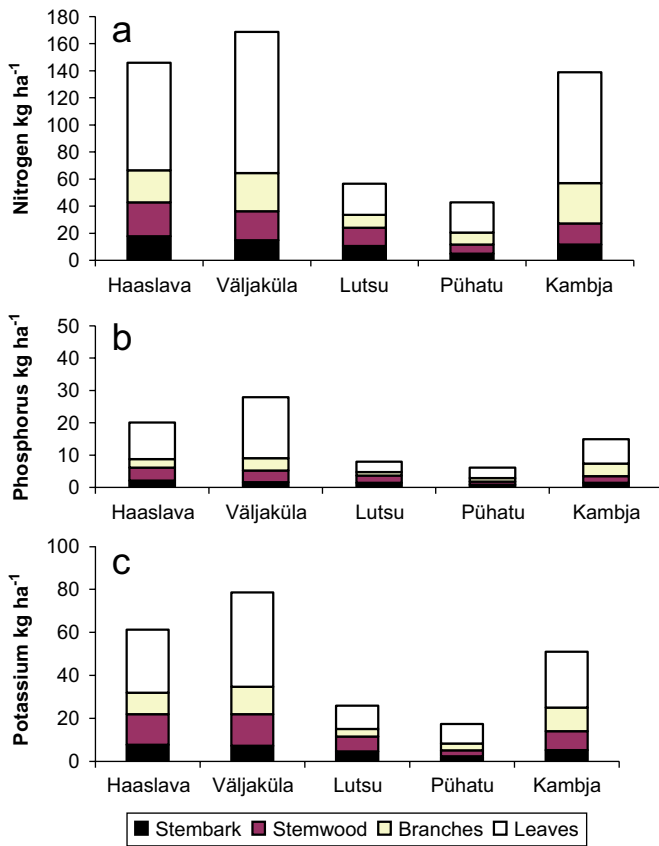 a
Nitrogen kg ha⁻¹
180
160
140
120
100
80
60
40
20
0
Haaslava Väljaküla Lutsu Pühatu Kambja
b
Phosphorus kg ha⁻¹
50
40
30
20
10
0
Haaslava Väljaküla Lutsu Pühatu Kambja
c
Potassium kg ha⁻¹
100
80
60
40
20
0
Haaslava Väljaküla Lutsu Pühatu Kambja
Stembark Stemwood Branches Leaves